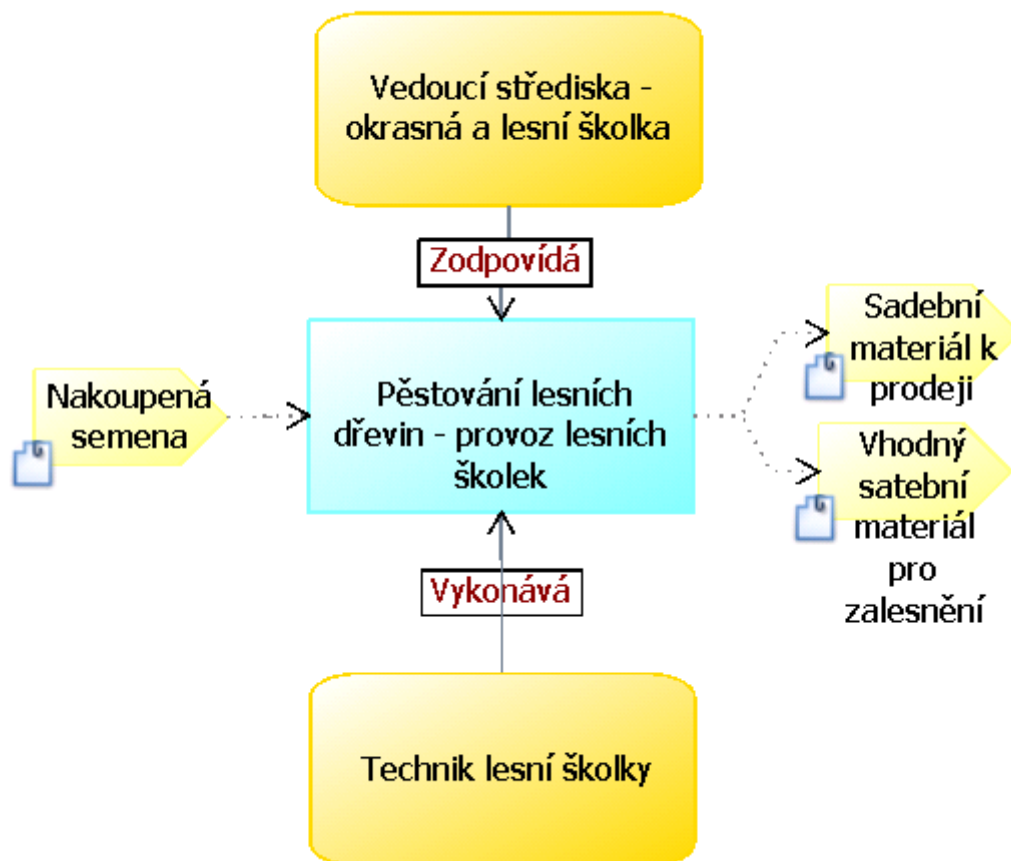 Vedoucí střediska -
okrasná a lesní školka
Zodpovídá
Nakoupená
semena
Pěstování lesních
dřevin - provoz lesních
školek
Sadební
materiál k
prodeji
Vhodný
satební
materiál
pro
zalesnění
Vykonává
Technik lesní školky